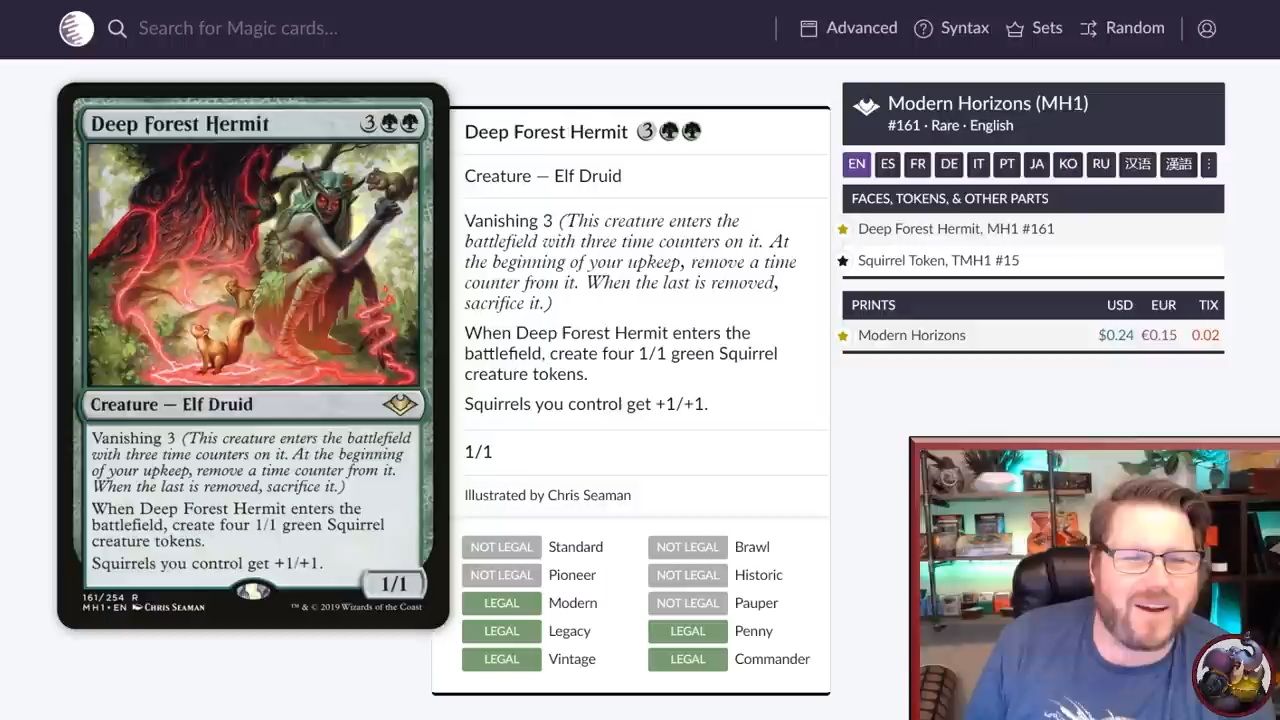 Search for Magic cards...
Advanced
Syntax
Sets
Random
Deep Forest Hermit 3
Creature — Elf Druid
Vanishing 3 (This creature enters the battlefield
with three time counters on it. At the beginning
of your upkeep, remove a time counter from it.
When the last is removed, sacrifice it.)
When Deep Forest Hermit enters the
battlefield, create four 1/1 green Squirrel
creature tokens.
Squirrels you control get +1/+1.
1/1
161/254 R
MH1 • EN Chris Seaman
™ & © 2019 Wizards of the Coast
Deep Forest Hermit 3
Creature — Elf Druid
Vanishing 3 (This creature enters the
battlefield with three time counters on it. At
the beginning of your upkeep, remove a time
counter from it. When the last is removed,
sacrifice it.)
When Deep Forest Hermit enters the
battlefield, create four 1/1 green Squirrel
creature tokens.
Squirrels you control get +1/+1.
1/1
Illustrated by Chris Seaman
NOT LEGAL Standard
NOT LEGAL Brawl
NOT LEGAL Pioneer
NOT LEGAL Historic
LEGAL Modern
NOT LEGAL Pauper
LEGAL Legacy
LEGAL Penny
LEGAL Vintage
LEGAL Commander
Modern Horizons (MH1)
#161 · Rare · English
EN ES FR DE IT PT JA KO RU 汉语 漢語
FACES, TOKENS, & OTHER PARTS
Deep Forest Hermit, MH1 #161
Squirrel Token, TMH1 #15
PRINTS USD EUR TIX
Modern Horizons $0.24 €0.15 0.02